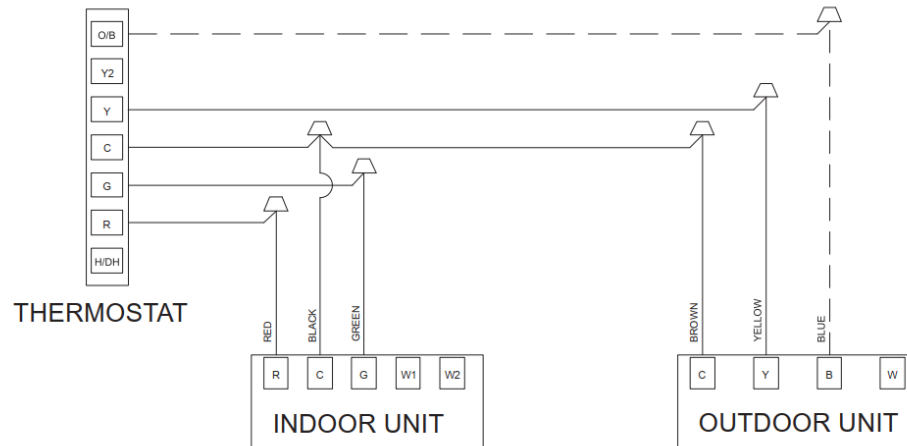 O/B
Y2
Y
C
G
R
H/DH
THERMOSTAT
RED
BLACK
GREEN
BROWN
YELLOW
BLUE
R
C
G
W1
W2
C
Y
B
W
INDOOR UNIT
OUTDOOR UNIT